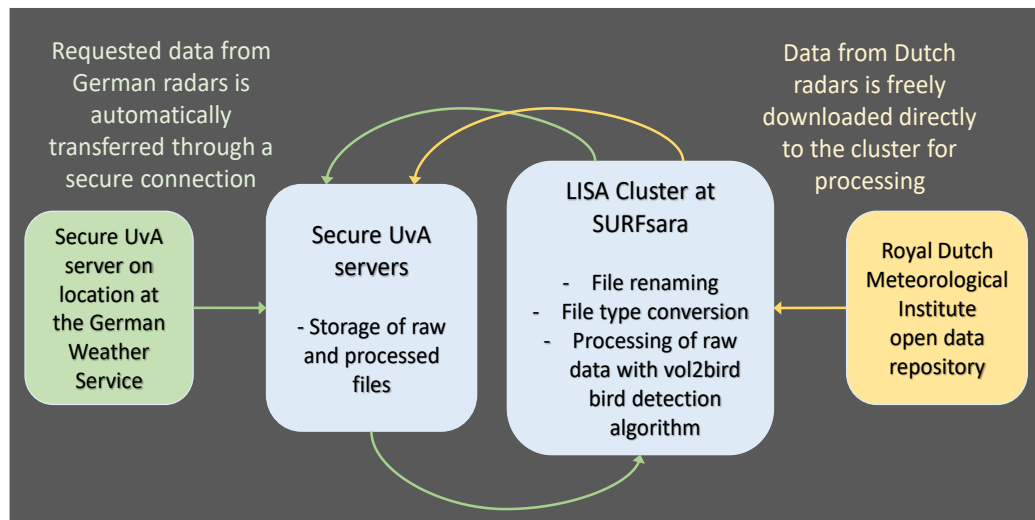 Requested data from
German radars is
automatically
transferred through a
secure connection
Data from Dutch
radars is freely
downloaded directly
to the cluster for
processing
Secure UvA
server on
location at
the German
Weather
Service
Secure UvA
servers
- Storage of raw
and processed
files
LISA Cluster at
SURFsara
- File renaming
- File type conversion
- Processing of raw
data with vol2bird
bird detection
algorithm
Royal Dutch
Meteorological
Institute
open data
repository